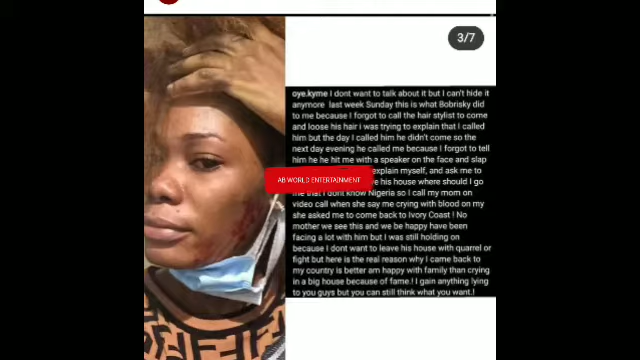 3/7
oye.kyme I dont want to talk about it but I can't hide it
anymore last week Sunday this is what Bobrisky did
to me because I forgot to call the hair stylist to come
and loose his hair i was trying to explain that I called
him but the day I called him he didn't come so the
next day evening he called me because I forgot to tell
him he he hit me with a speaker on the face and slap
explain myself, and ask me to
his house where should I go
that I dont know Nigeria so I call my mom on
video call when she say me crying with blood on my
she asked me to come back to Ivory Coast ! No
mother we see this and we be happy have been
facing a lot with him but I was still holding on
because I dont want to leave his house with quarrel or
fight but here is the real reason why I came back to
my country is better am happy with family than crying
in a big house because of fame.! I gain anything lying
to you guys but you can still think what you want.!
AB WORLD ENTERTAINMENT